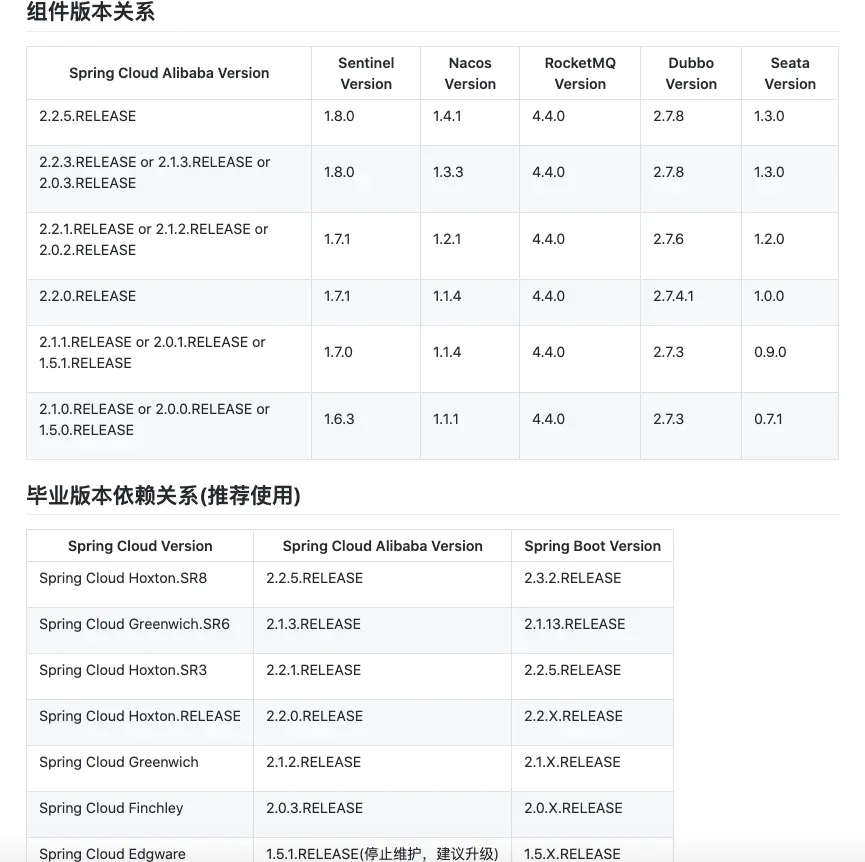 组件版本关系
Spring Cloud Alibaba Version Sentinel Version Nacos Version RocketMQ Version Dubbo Version Seata Version
2.2.5.RELEASE 1.8.0 1.4.1 4.4.0 2.7.8 1.3.0
2.2.3.RELEASE or 2.1.3.RELEASE or 2.0.3.RELEASE 1.8.0 1.3.3 4.4.0 2.7.8 1.3.0
2.2.1.RELEASE or 2.1.2.RELEASE or 2.0.2.RELEASE 1.7.1 1.2.1 4.4.0 2.7.6 1.2.0
2.2.0.RELEASE 1.7.1 1.1.4 4.4.0 2.7.4.1 1.0.0
2.1.1.RELEASE or 2.0.1.RELEASE or 1.5.1.RELEASE 1.7.0 1.1.4 4.4.0 2.7.3 0.9.0
2.1.0.RELEASE or 2.0.0.RELEASE or 1.5.0.RELEASE 1.6.3 1.1.1 4.4.0 2.7.3 0.7.1
毕业版本依赖关系(推荐使用)
Spring Cloud Version Spring Cloud Alibaba Version Spring Boot Version
Spring Cloud Hoxton.SR8 2.2.5.RELEASE 2.3.2.RELEASE
Spring Cloud Greenwich.SR6 2.1.3.RELEASE 2.1.13.RELEASE
Spring Cloud Hoxton.SR3 2.2.1.RELEASE 2.2.5.RELEASE
Spring Cloud Hoxton.RELEASE 2.2.0.RELEASE 2.2.X.RELEASE
Spring Cloud Greenwich 2.1.2.RELEASE 2.1.X.RELEASE
Spring Cloud Finchley 2.0.3.RELEASE 2.0.X.RELEASE
Spring Cloud Edgware 1.5.1.RELEASE(停止维护，建议升级) 1.5.X.RELEASE